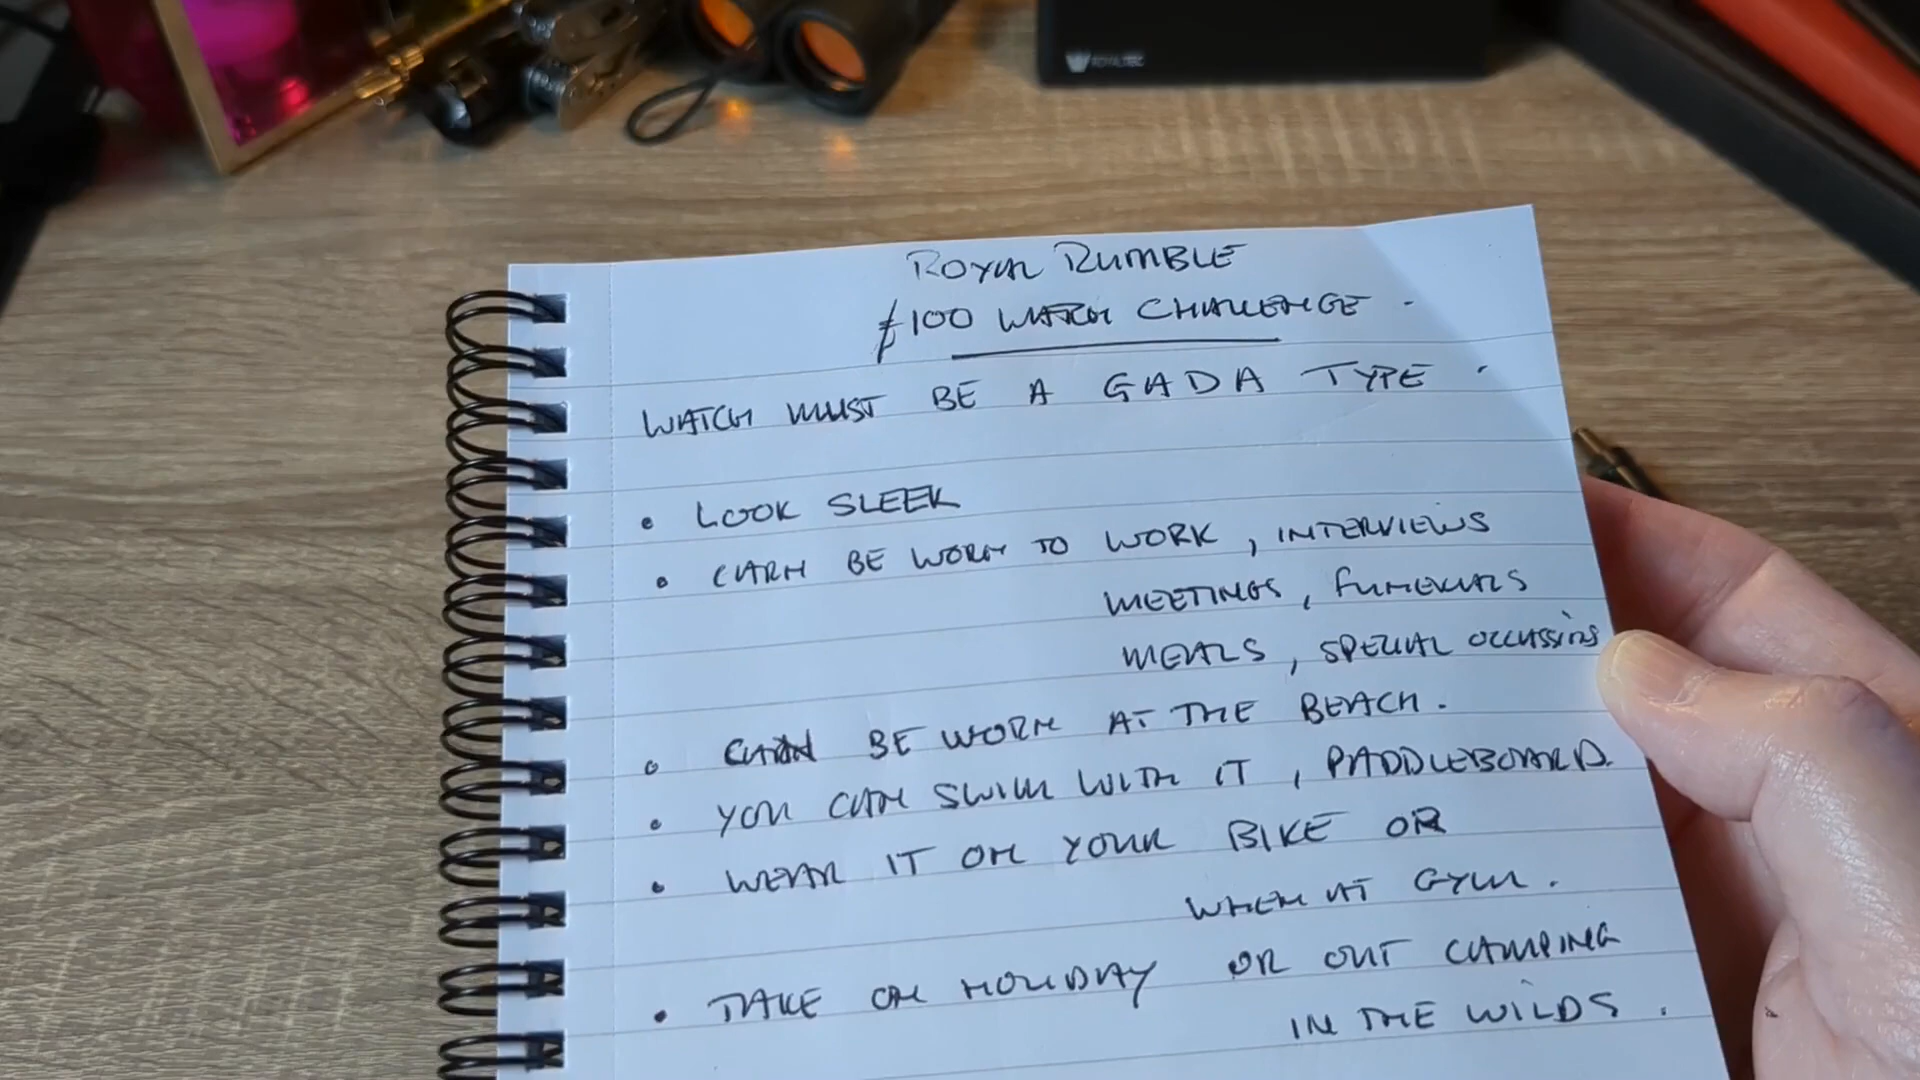 ROYALTEC
ROYAL RUMBLE
£100 WATCH CHALLENGE.
WATCH MUST BE A GADA TYPE.
• LOOK SLEEK
• CAN BE WORN TO WORK, INTERVIEWS
MEETINGS, FUNERALS
MEALS, SPECIAL OCCASSIONS
• CAN BE WORN AT THE BEACH.
• YOU CAN SWIM WITH IT, PADDLEBOARD.
• WEAR IT ON YOUR BIKE OR
WHEN AT GYM.
• TAKE ON HOLIDAY OR OUT CAMPING
IN THE WILDS.